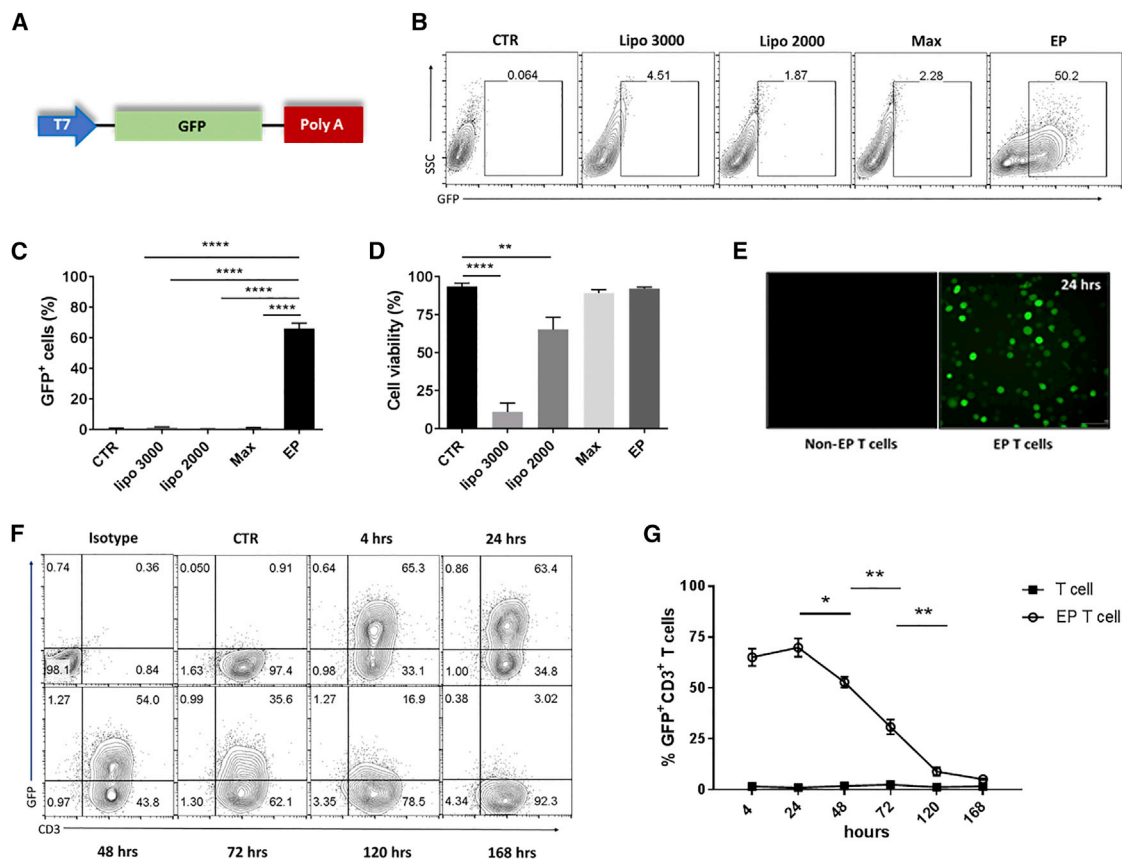 A
T7
GFP
Poly A
B
CTR Lipo 3000 Lipo 2000 Max EP
0.064 4.51 1.87 2.28 50.2
SSC
GFP
C
****
****
****
****
100
80
60
40
20
0
GFP+ cells (%)
CTR lipo 3000 lipo 2000 Max EP
D
**
****
100
75
50
25
0
Cell viability (%)
CTR lipo 3000 lipo 2000 Max EP
E
24 hrs
Non-EP T cells EP T cells
F
Isotype CTR 4 hrs 24 hrs
0.74 0.36 0.050 0.91 0.64 65.3 0.86 63.4
98.1 0.84 1.63 97.4 0.98 33.1 1.00 34.8
1.27 54.0 0.99 35.6 1.27 16.9 0.38 3.02
0.97 43.8 1.30 62.1 3.35 78.5 4.34 92.3
GFP
CD3
48 hrs 72 hrs 120 hrs 168 hrs
G
**
*
**
T cell
EP T cell
100
75
50
25
0
% GFP+ CD3+ T cells
4 24 48 72 120 168
hours